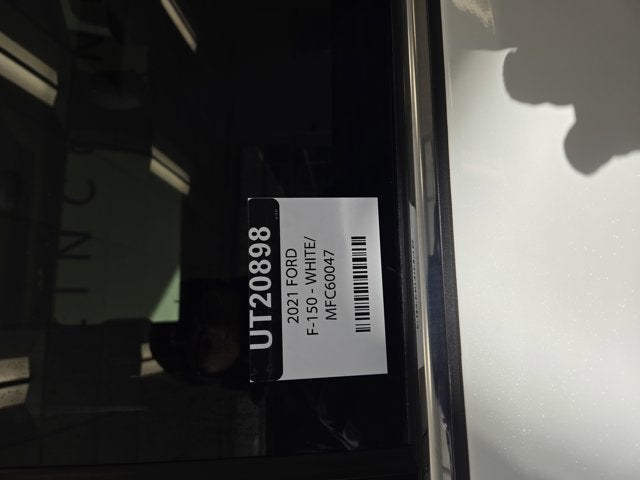 UT20898
2021 FORD
F-150 - WHITE/
MFC60047